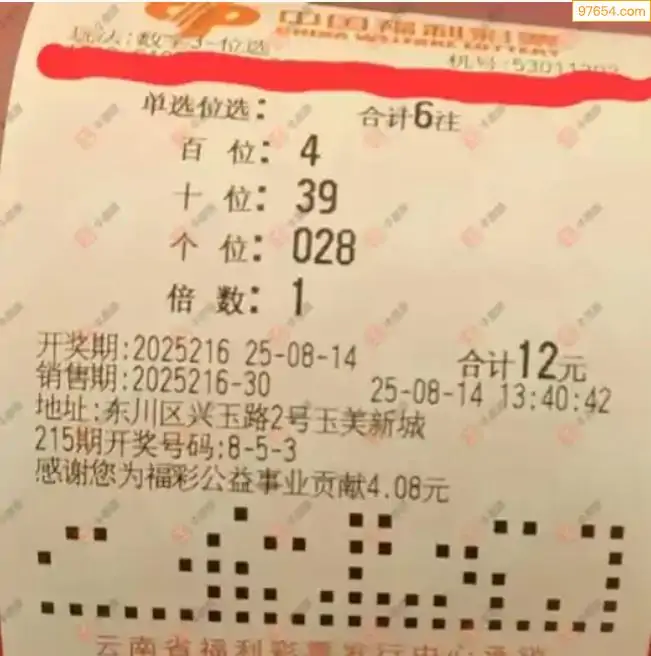 97654.com
中国福利彩票
CHINA WELFARE LOTTERY
玩法:数字3-位选
机号:53011202
单选位选: 合计6注
百位: 4
十位: 39
个位: 028
倍数: 1
开奖期:2025216 25-08-14 合计12元
销售期:2025216-30 25-08-14 13:40:42
地址:东川区兴玉路2号玉美新城
215期开奖号码:8-5-3
感谢您为福彩公益事业贡献4.08元
云南省福利彩票发行中心承销